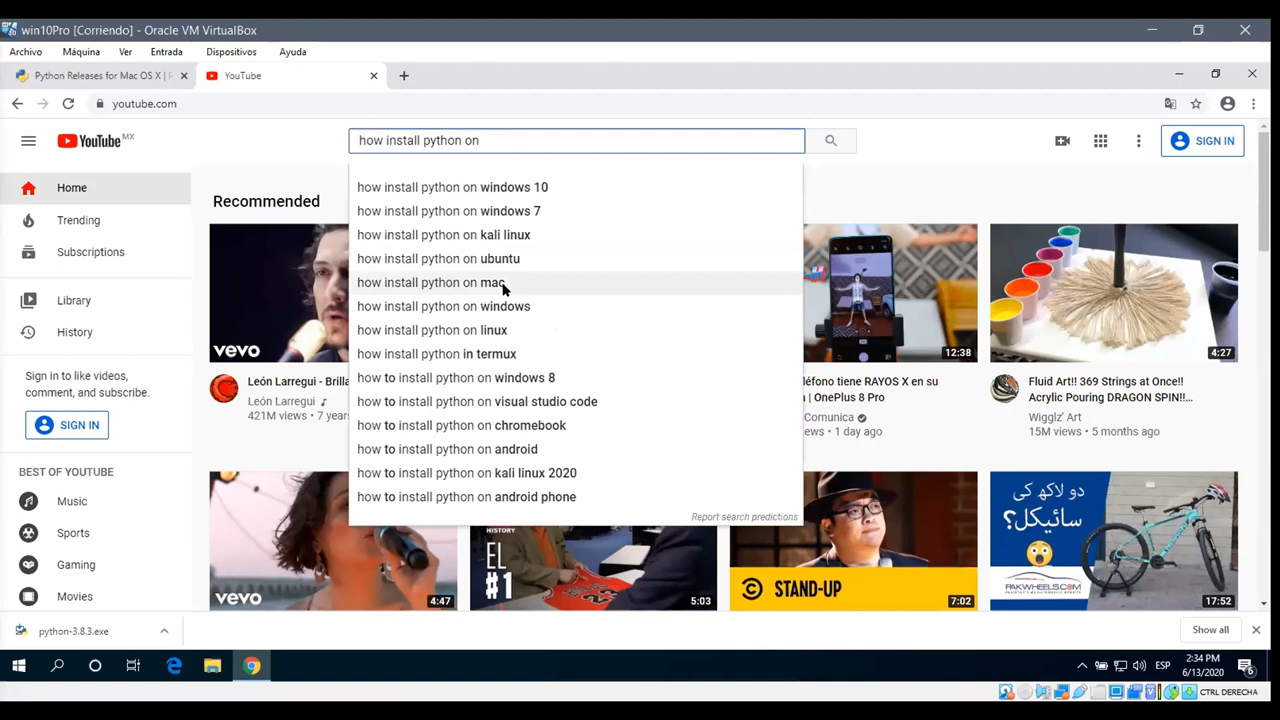 win10Pro [Corriendo] - Oracle VM VirtualBox
Archivo Máquina Ver Entrada Dispositivos Ayuda
Python Releases for Mac OS X |
YouTube
youtube.com
YouTube MX
how install python on
SIGN IN
Home
Trending
Subscriptions
Library
History
Sign in to like videos,
comment, and subscribe.
SIGN IN
BEST OF YOUTUBE
Music
Sports
Gaming
Movies
Recommended
how install python on windows 10
how install python on windows 7
how install python on kali linux
how install python on ubuntu
how install python on mac
how install python on windows
how install python on linux
how install python in termux
how to install python on windows 8
how to install python on visual studio code
how to install python on chromebook
how to install python on android
how to install python on kali linux 2020
how to install python on android phone
Report search predictions
vevo
León Larregui - Brilla
León Larregui
421M views • 7 years
12:38
léfono tiene RAYOS X en su
| OnePlus 8 Pro
Comunica
ews • 1 day ago
4:27
Fluid Art!! 369 Strings at Once!!
Acrylic Pouring DRAGON SPIN!!...
Wigglz' Art
15M views • 5 months ago
vevo
4:47
HISTORY
EL
#1
5:03
STAND-UP
7:02
دو لاکھ کی
سائیکل؟
PAKWHEELS.COM
17:52
python-3.8.3.exe
Show all
ESP
2:34 PM
6/13/2020
6
CTRL DERECHA